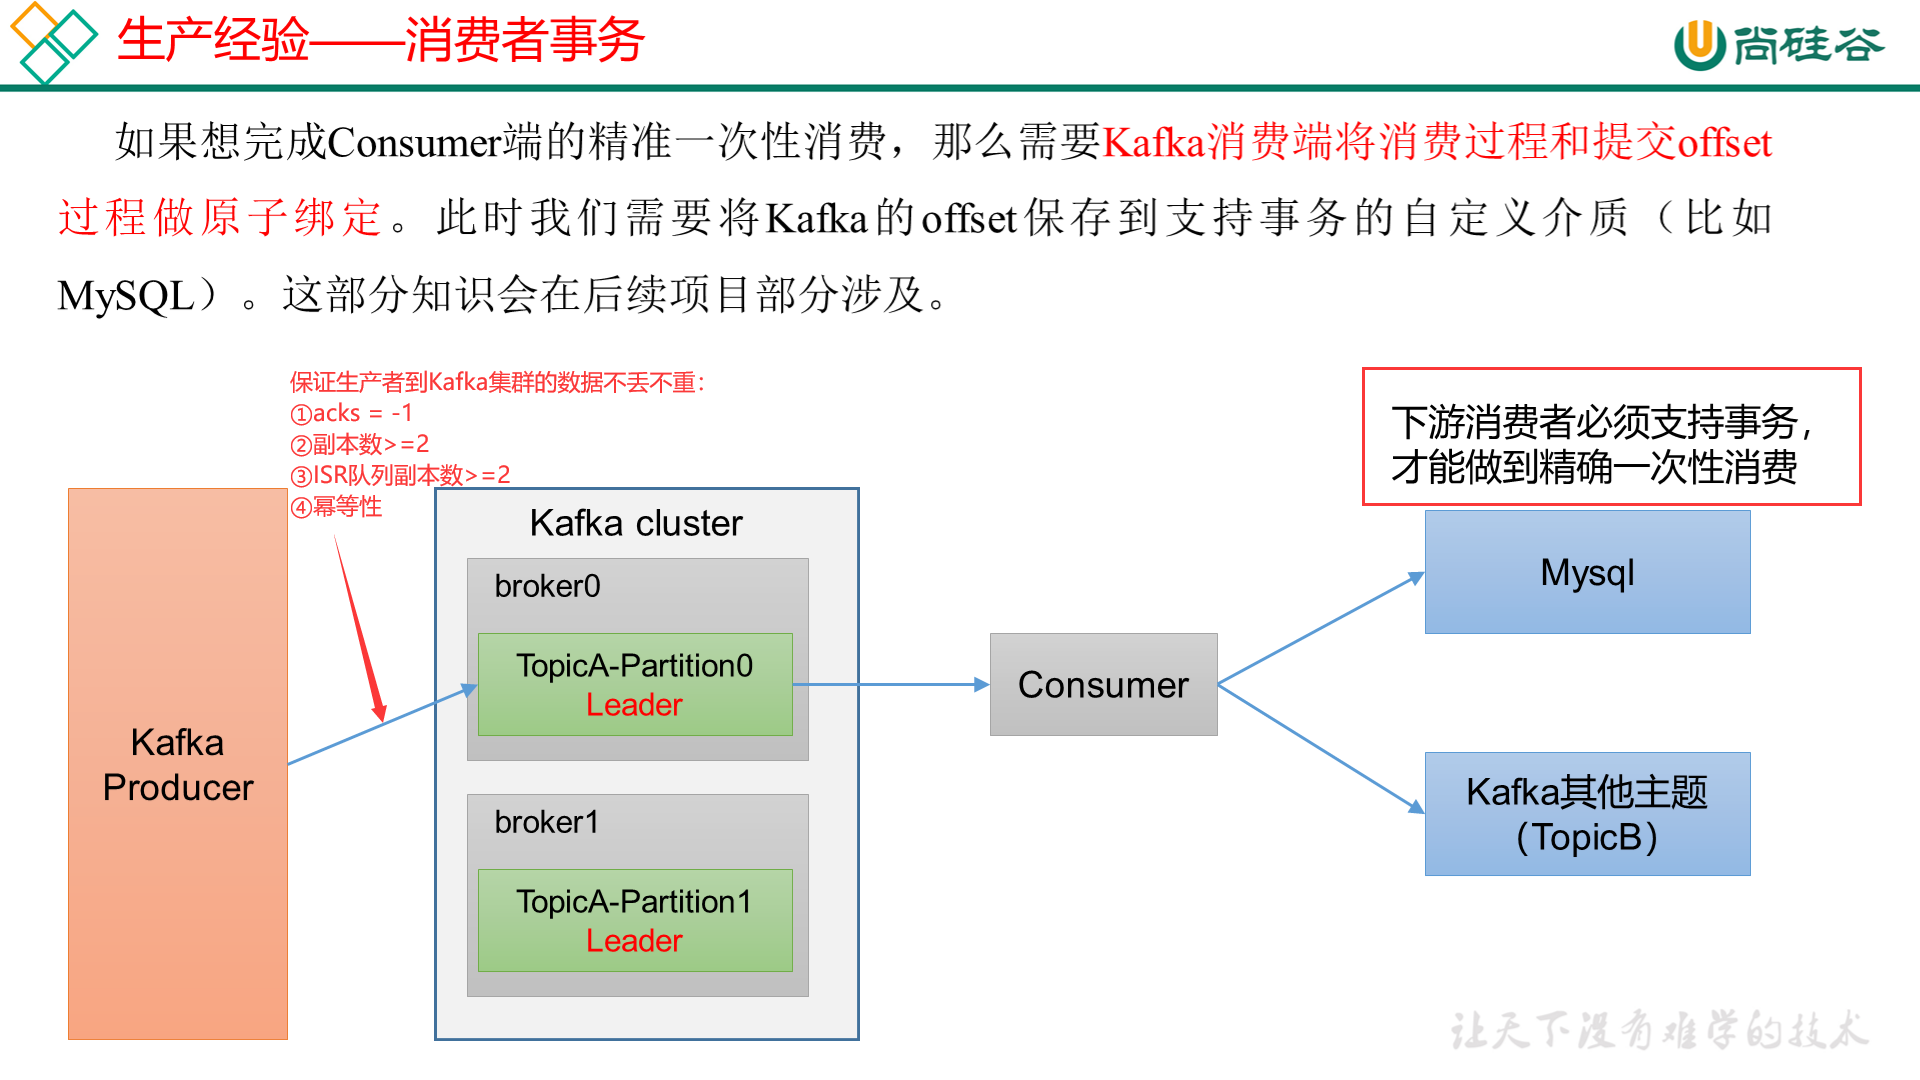 生产经验——消费者事务
尚硅谷
如果想完成Consumer端的精准一次性消费，那么需要Kafka消费端将消费过程和提交offset
过程做原子绑定。此时我们需要将Kafka的offset保存到支持事务的自定义介质（比如
MySQL）。这部分知识会在后续项目部分涉及。
保证生产者到Kafka集群的数据不丢不重：
①acks = -1
②副本数>=2
③ISR队列副本数>=2
④幂等性
下游消费者必须支持事务，
才能做到精确一次性消费
Kafka cluster
broker0
TopicA-Partition0
Leader
broker1
TopicA-Partition1
Leader
Kafka
Producer
Consumer
Mysql
Kafka其他主题
（TopicB）
让天下没有难学的技术